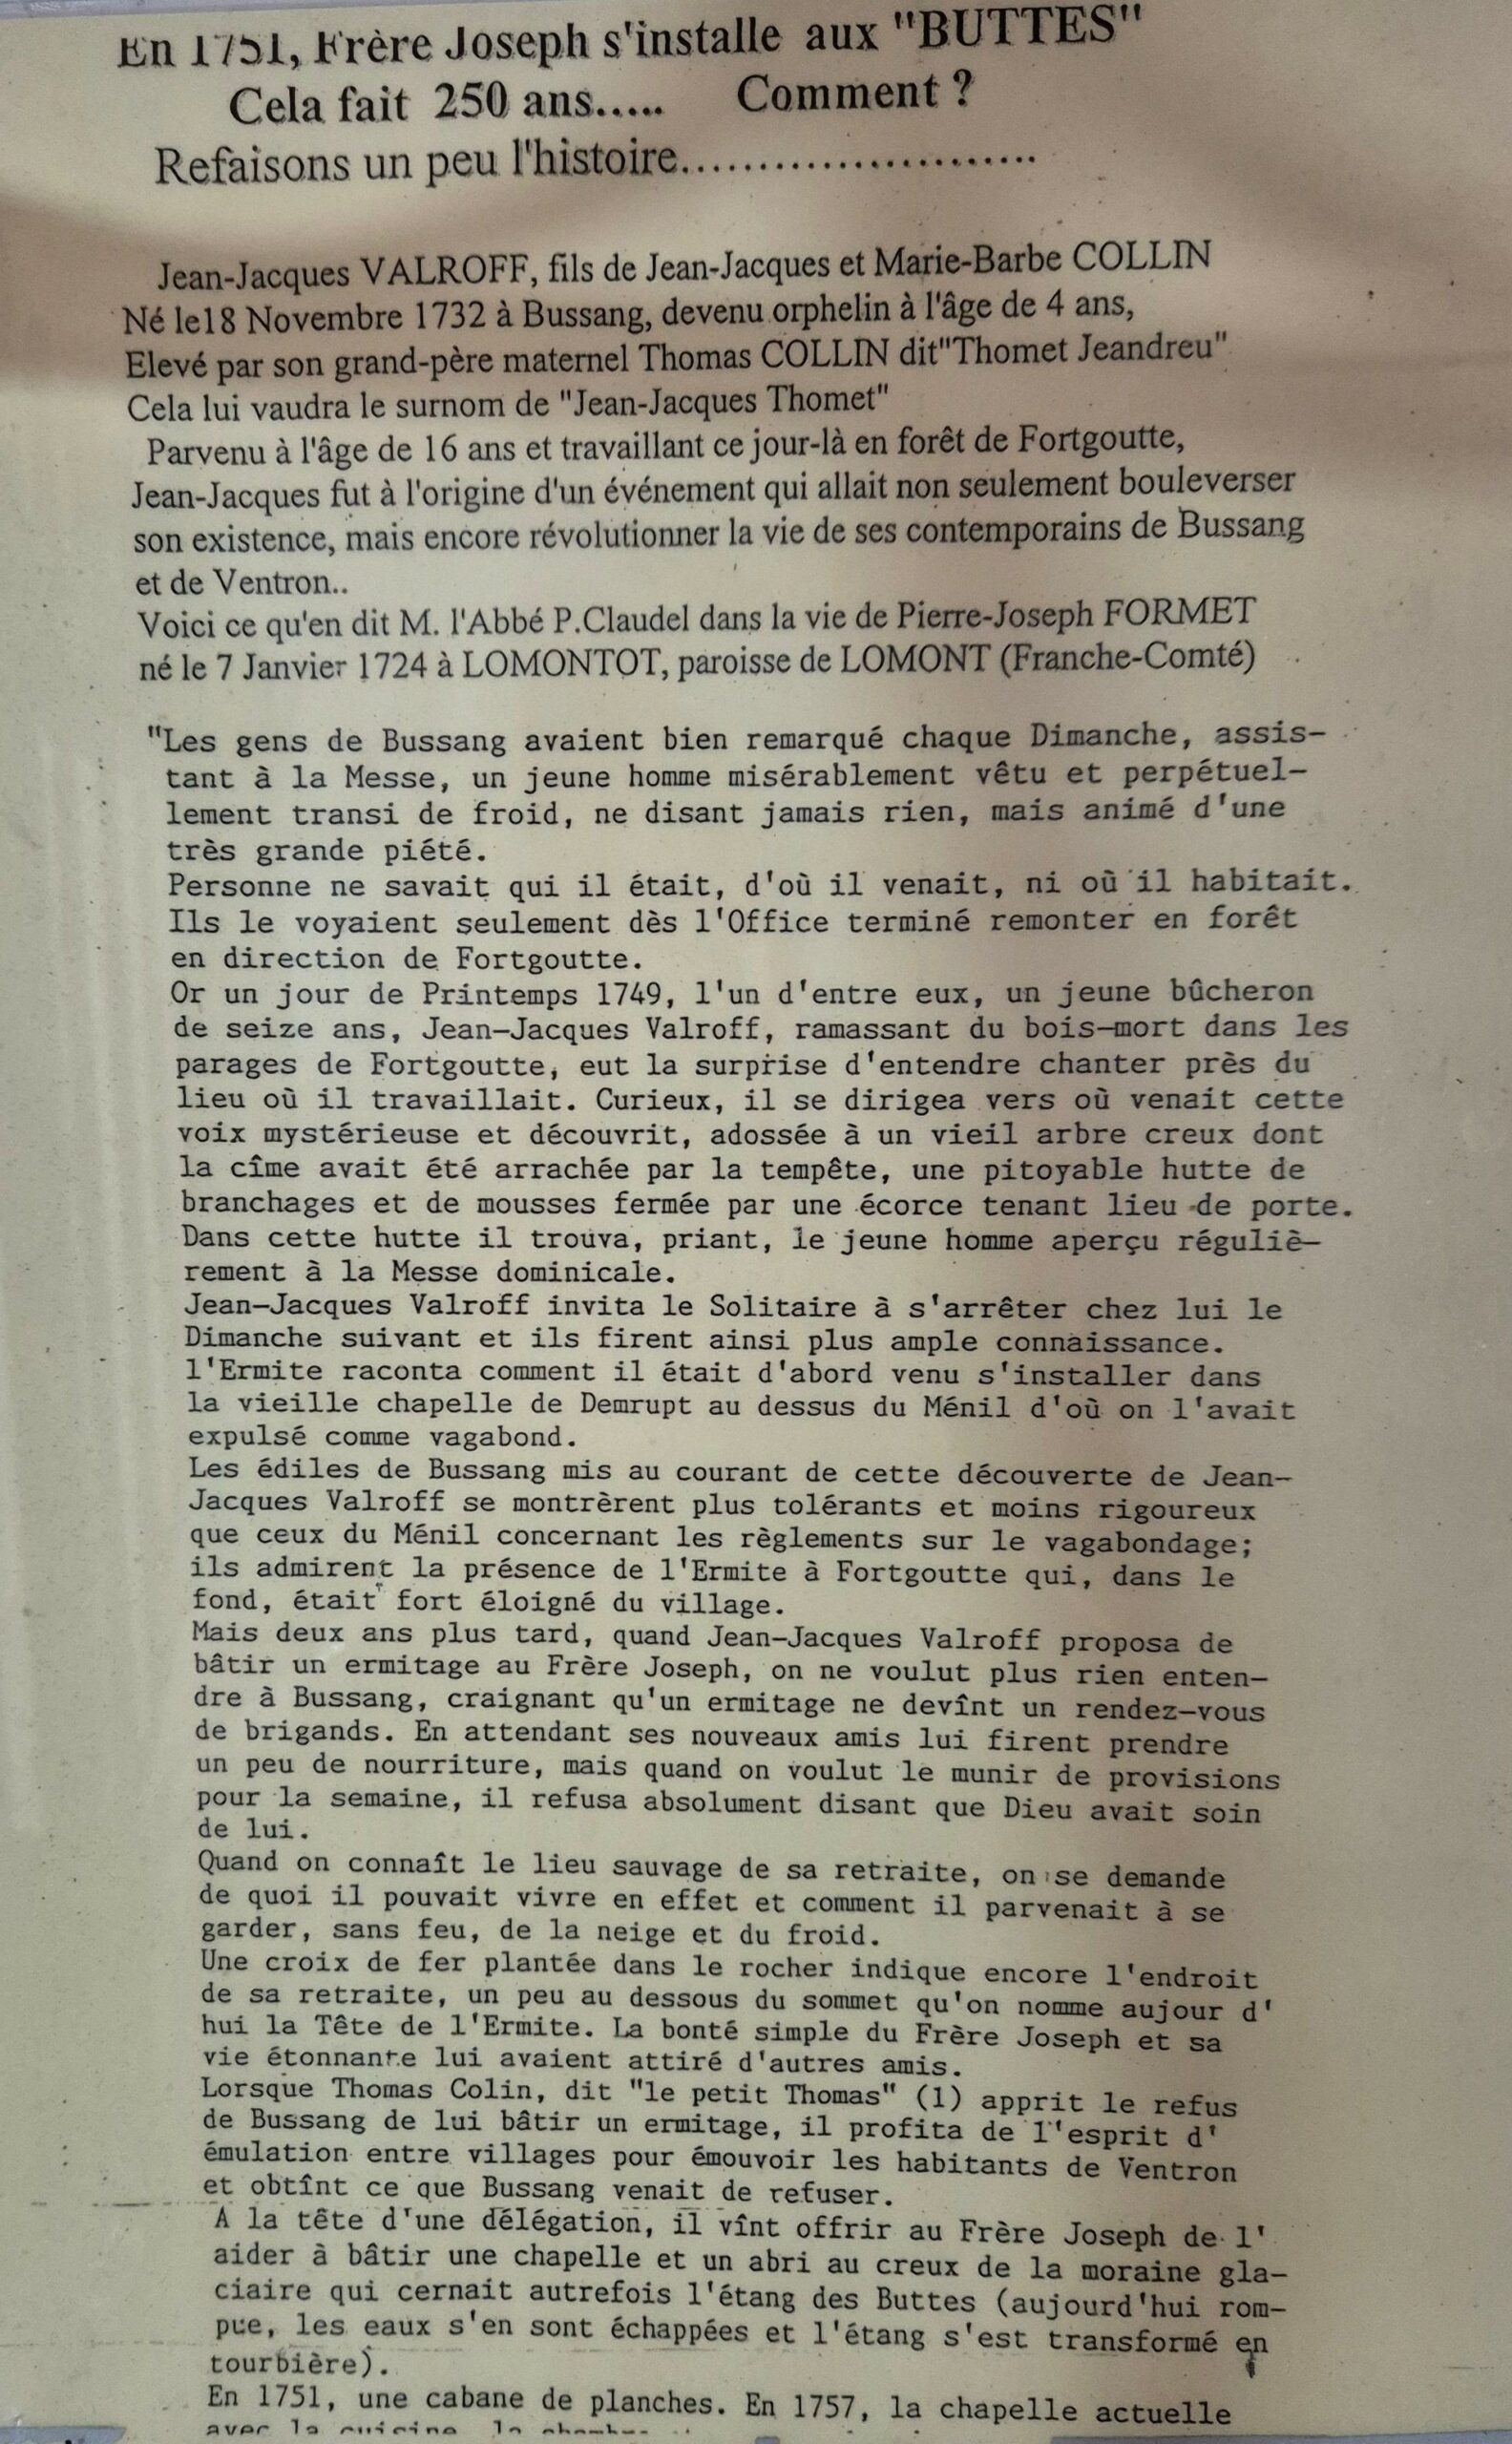 En 1751, Frère Joseph s'installe aux "BUTTES"
Cela fait 250 ans..... Comment ?
Refaisons un peu l'histoire.......................
Jean-Jacques VALROFF, fils de Jean-Jacques et Marie-Barbe COLLIN
Né le18 Novembre 1732 à Bussang, devenu orphelin à l'âge de 4 ans,
Elevé par son grand-père maternel Thomas COLLIN dit"Thomet Jeandreu"
Cela lui vaudra le surnom de "Jean-Jacques Thomet"
Parvenu à l'âge de 16 ans et travaillant ce jour-là en forêt de Fortgoutte,
Jean-Jacques fut à l'origine d'un événement qui allait non seulement bouleverser
son existence, mais encore révolutionner la vie de ses contemporains de Bussang
et de Ventron..
Voici ce qu'en dit M. l'Abbé P.Claudel dans la vie de Pierre-Joseph FORMET
né le 7 Janvier 1724 à LOMONTOT, paroisse de LOMONT (Franche-Comté)
"Les gens de Bussang avaient bien remarqué chaque Dimanche, assis-
tant à la Messe, un jeune homme misérablement vêtu et perpétuel-
lement transi de froid, ne disant jamais rien, mais animé d'une
très grande piété.
Personne ne savait qui il était, d'où il venait, ni où il habitait.
Ils le voyaient seulement dès l'Office terminé remonter en forêt
en direction de Fortgoutte.
Or un jour de Printemps 1749, l'un d'entre eux, un jeune bûcheron
de seize ans, Jean-Jacques Valroff, ramassant du bois-mort dans les
parages de Fortgoutte, eut la surprise d'entendre chanter près du
lieu où il travaillait. Curieux, il se dirigea vers où venait cette
voix mystérieuse et découvrit, adossée à un vieil arbre creux dont
la cîme avait été arrachée par la tempête, une pitoyable hutte de
branchages et de mousses fermée par une écorce tenant lieu de porte.
Dans cette hutte il trouva, priant, le jeune homme aperçu réguliè-
rement à la Messe dominicale.
Jean-Jacques Valroff invita le Solitaire à s'arrêter chez lui le
Dimanche suivant et ils firent ainsi plus ample connaissance.
l'Ermite raconta comment il était d'abord venu s'installer dans
la vieille chapelle de Demrupt au dessus du Ménil d'où on l'avait
expulsé comme vagabond.
Les édiles de Bussang mis au courant de cette découverte de Jean-
Jacques Valroff se montrèrent plus tolérants et moins rigoureux
que ceux du Ménil concernant les règlements sur le vagabondage;
ils admirent la présence de l'Ermite à Fortgoutte qui, dans le
fond, était fort éloigné du village.
Mais deux ans plus tard, quand Jean-Jacques Valroff proposa de
bâtir un ermitage au Frère Joseph, on ne voulut plus rien enten-
dre à Bussang, craignant qu'un ermitage ne devînt un rendez-vous
de brigands. En attendant ses nouveaux amis lui firent prendre
un peu de nourriture, mais quand on voulut le munir de provisions
pour la semaine, il refusa absolument disant que Dieu avait soin
de lui.
Quand on connaît le lieu sauvage de sa retraite, on se demande
de quoi il pouvait vivre en effet et comment il parvenait à se
garder, sans feu, de la neige et du froid.
Une croix de fer plantée dans le rocher indique encore l'endroit
de sa retraite, un peu au dessous du sommet qu'on nomme aujour d'
hui la Tête de l'Ermite. La bonté simple du Frère Joseph et sa
vie étonnante lui avaient attiré d'autres amis.
Lorsque Thomas Colin, dit "le petit Thomas" (1) apprit le refus
de Bussang de lui bâtir un ermitage, il profita de l'esprit d'
émulation entre villages pour émouvoir les habitants de Ventron
et obtînt ce que Bussang venait de refuser.
A la tête d'une délégation, il vînt offrir au Frère Joseph de l'
aider à bâtir une chapelle et un abri au creux de la moraine gla-
ciaire qui cernait autrefois l'étang des Buttes (aujourd'hui rom-
pue, les eaux s'en sont échappées et l'étang s'est transformé en
tourbière).
En 1751, une cabane de planches. En 1757, la chapelle actuelle
avec la cuisine